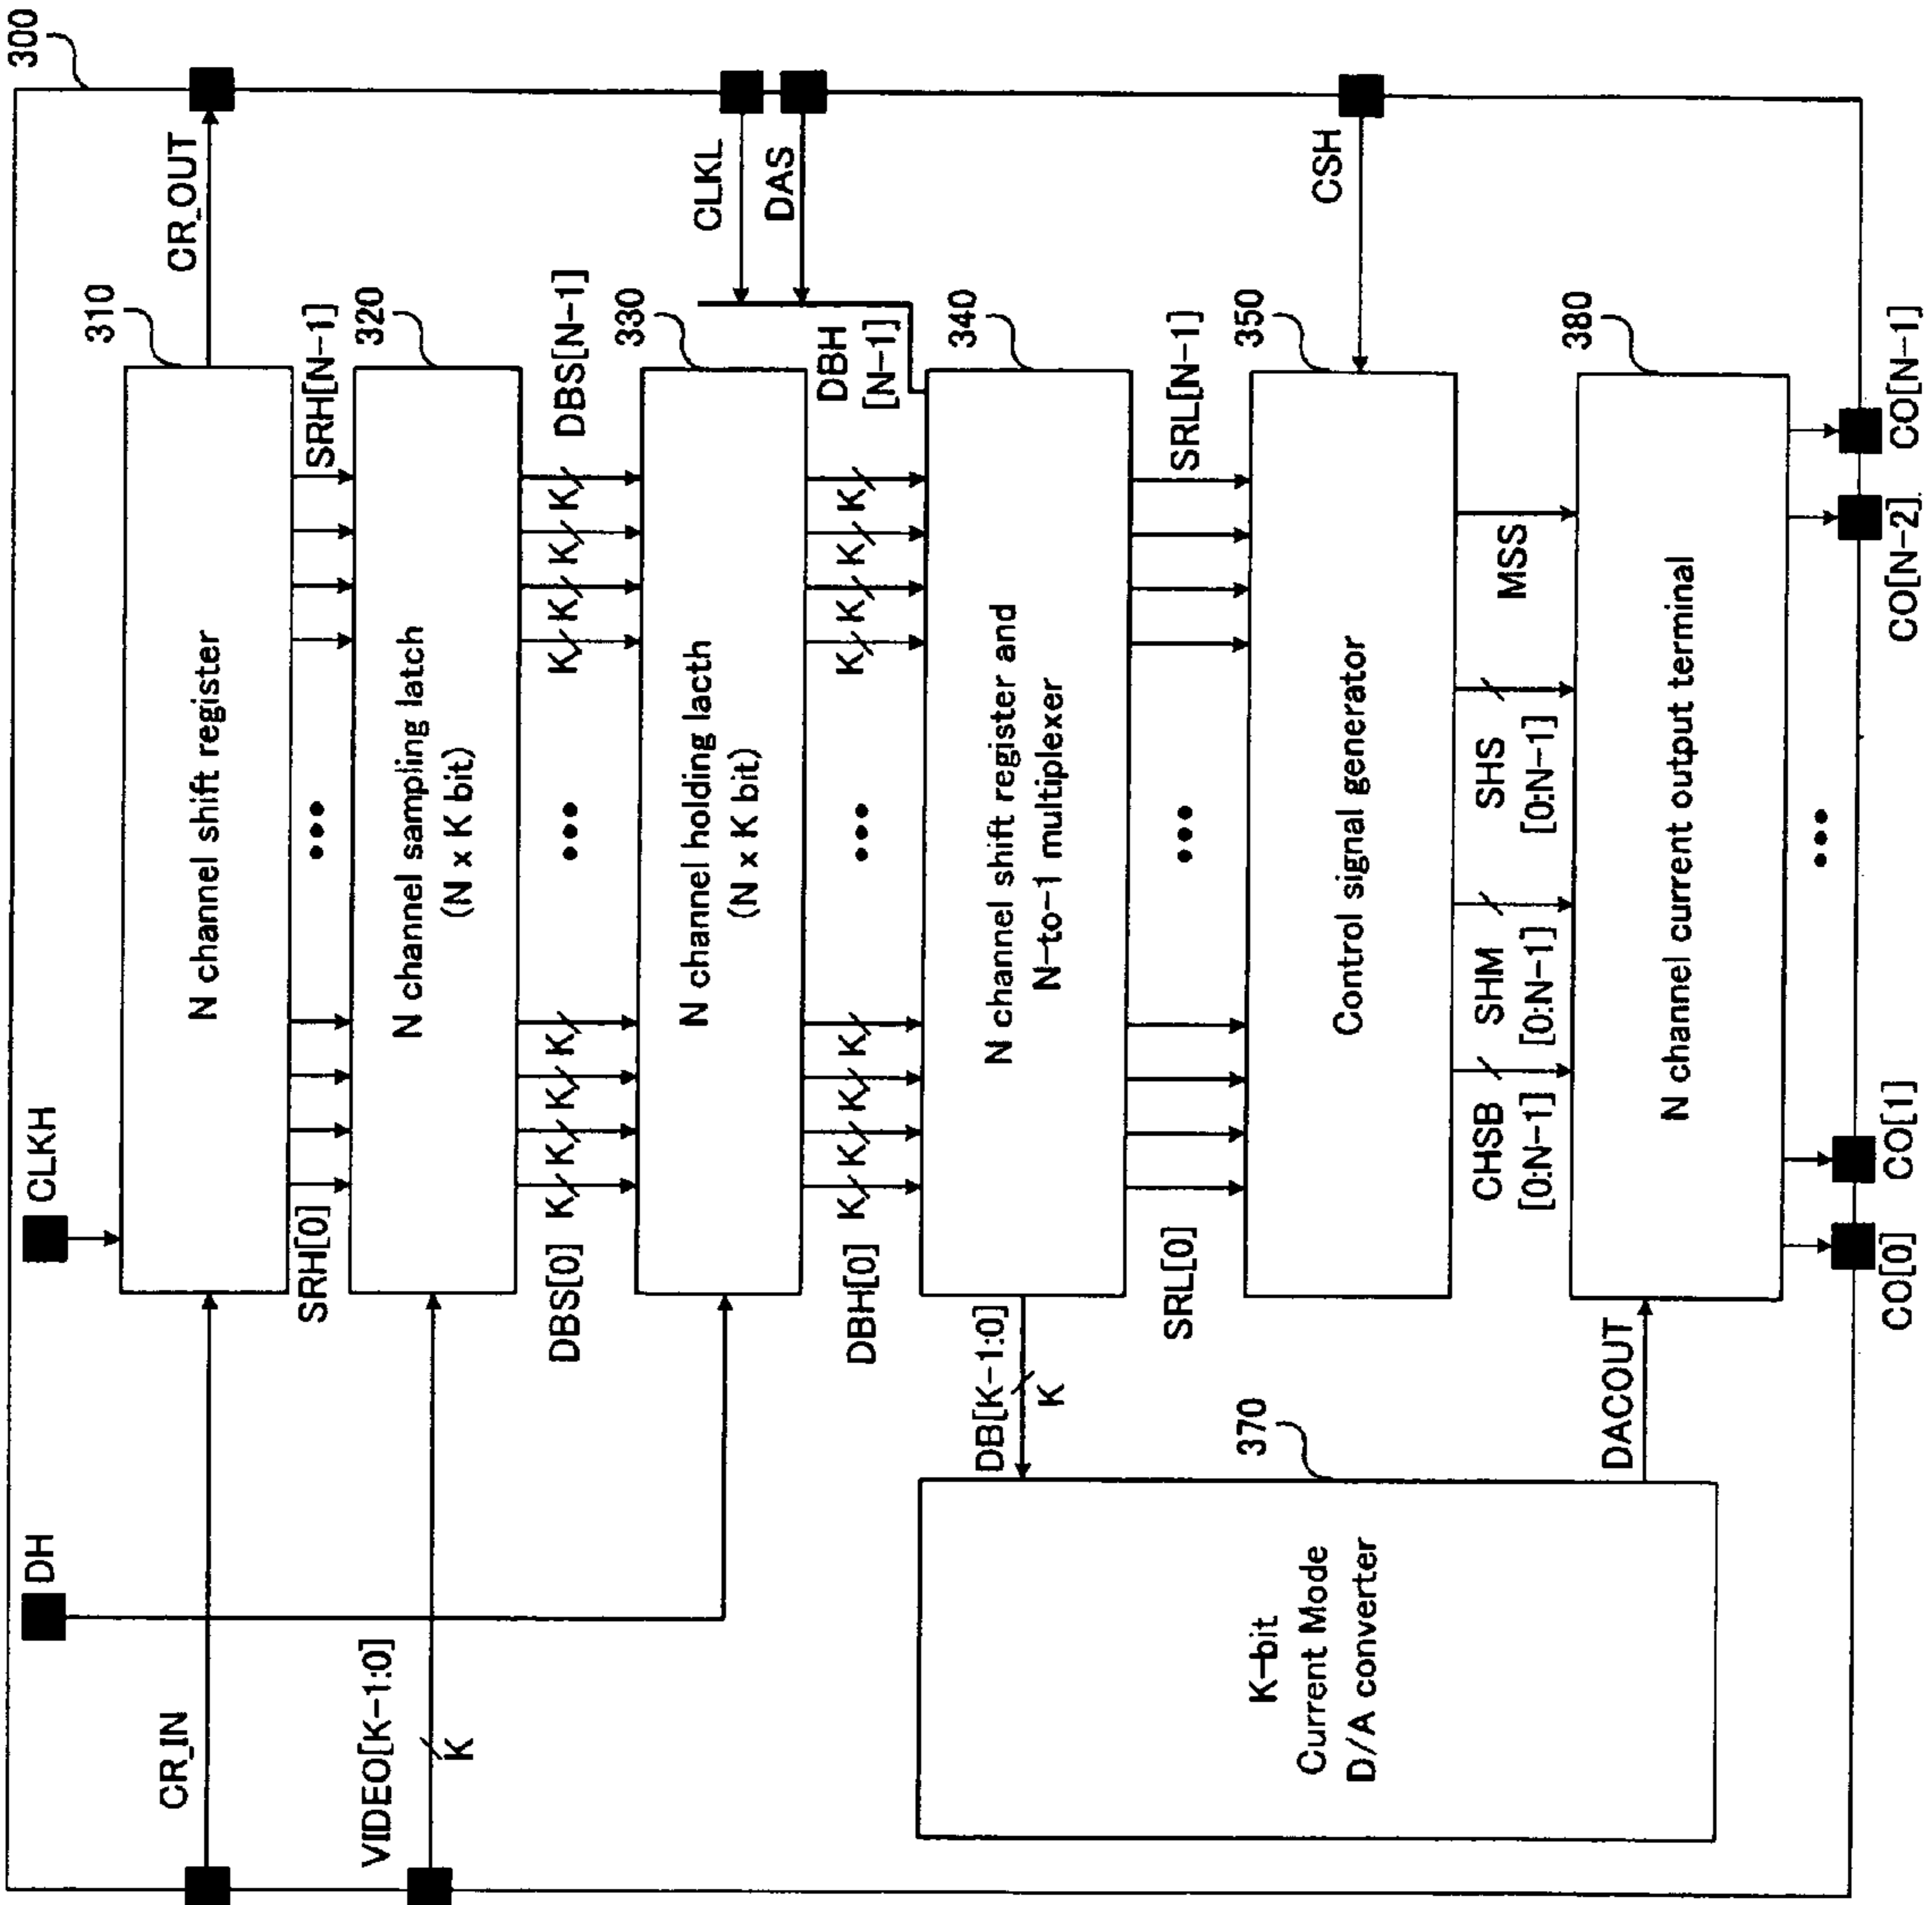 300
CLKH
DH
310
CR_IN
N channel shift register
CR_OUT
SRH[0]
•••
SRH[N-1]
320
VIDEO[K-1:0]
K
N channel sampling latch
(N x K bit)
DBS[0]
K K K K
•••
K K K K
DBS[N-1]
330
N channel holding lacth
(N x K bit)
CLKL
DAS
DBH[0]
K K K K
•••
K K K K
DBH
[N-1]
340
N channel shift register and
N-to-1 multiplexer
DB[K-1:0]
K
SRL[0]
•••
SRL[N-1]
350
370
Control signal generator
CSH
K-bit
Current Mode
D/A converter
CHSB
[0:N-1]
SHM
[0:N-1]
SHS
[0:N-1]
MSS
380
DACOUT
N channel current output terminal
•••
CO[0]
CO[1]
CO[N-2]
CO[N-1]